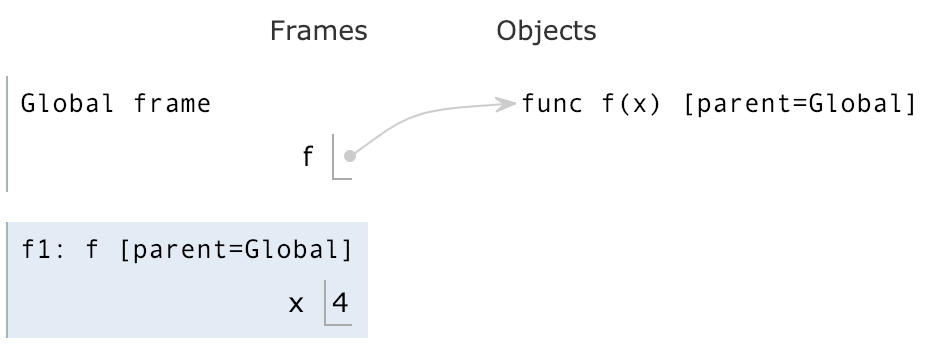 Frames Objects
Global frame func f(x) [parent=Global]
f
f1: f [parent=Global]
x 4